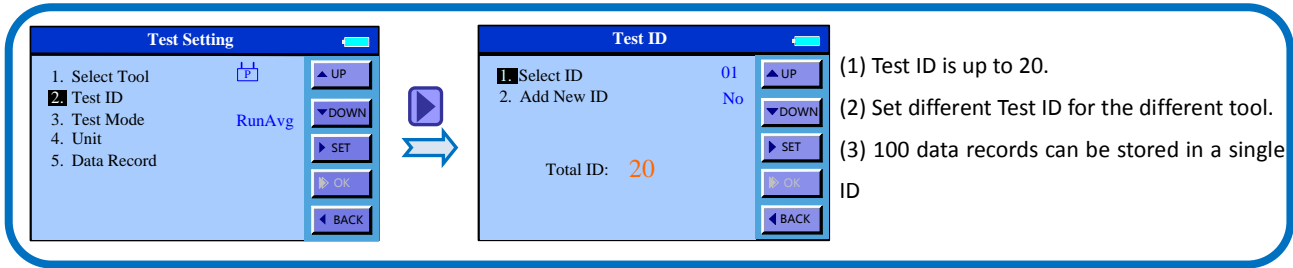 Test Setting
1. Select Tool P
2. Test ID
3. Test Mode RunAvg
4. Unit
5. Data Record
UP
DOWN
SET
OK
BACK
Test ID
1. Select ID 01
2. Add New ID No
Total ID: 20
UP
DOWN
SET
OK
BACK
(1) Test ID is up to 20.
(2) Set different Test ID for the different tool.
(3) 100 data records can be stored in a single
ID